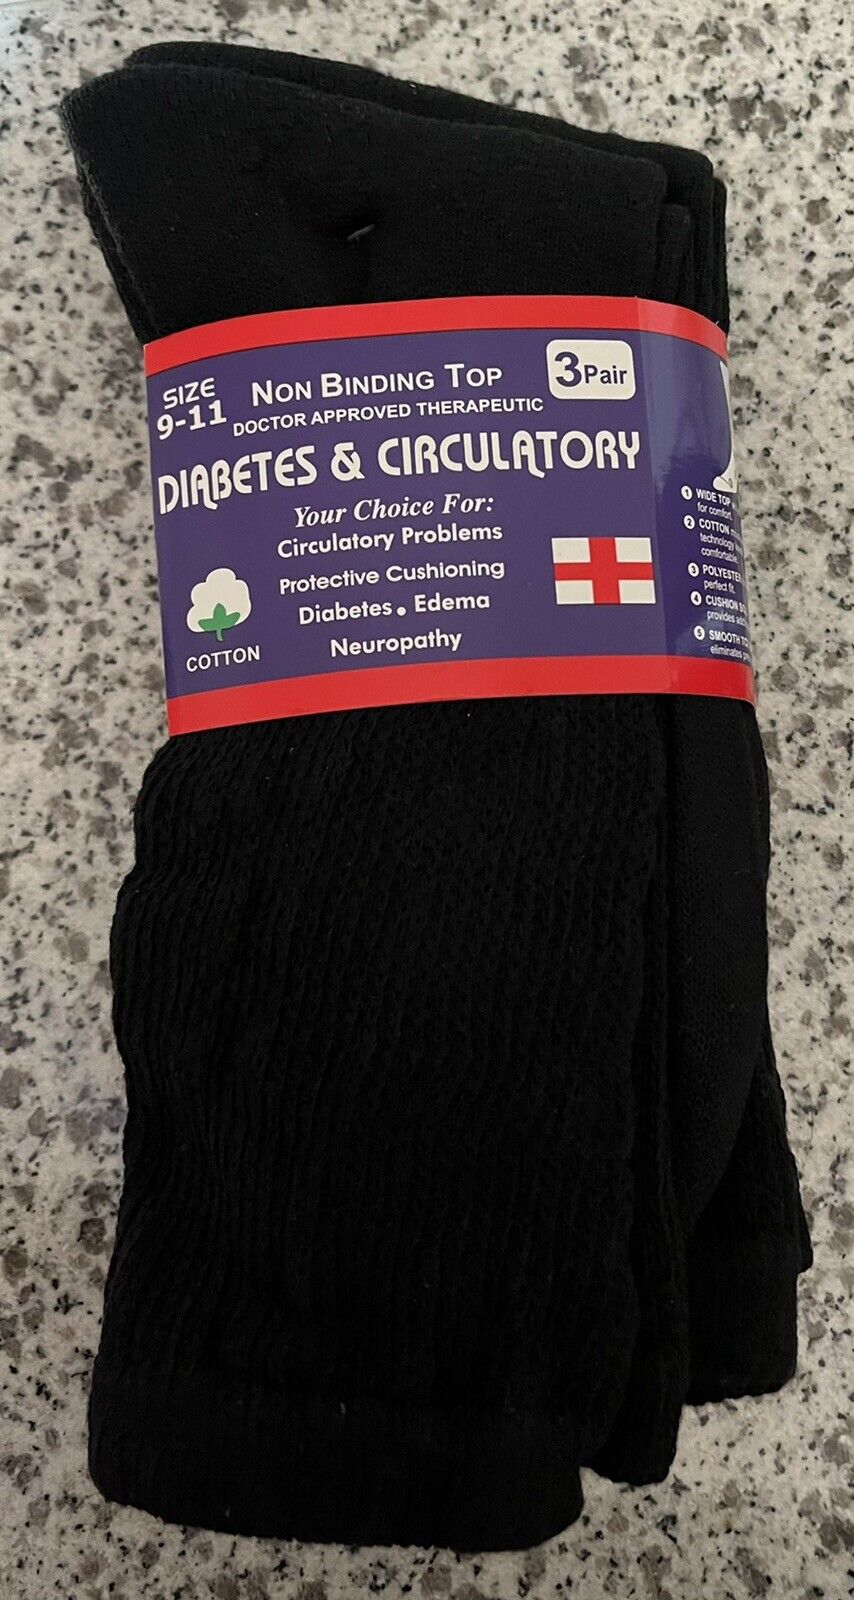 SIZE
9-11
NON BINDING TOP
3Pair
DOCTOR APPROVED THERAPEUTIC
DIABETES & CIRCULATORY
Your Choice For:
Circulatory Problems
Protective Cushioning
Diabetes. Edema
Neuropathy
COTTON
1 WIDE TOP
for comfort.
2 COTTON
technology
comfortable
3 POLYESTER
perfect fit.
4 CUSHION
provides
5 SMOOTH
eliminates